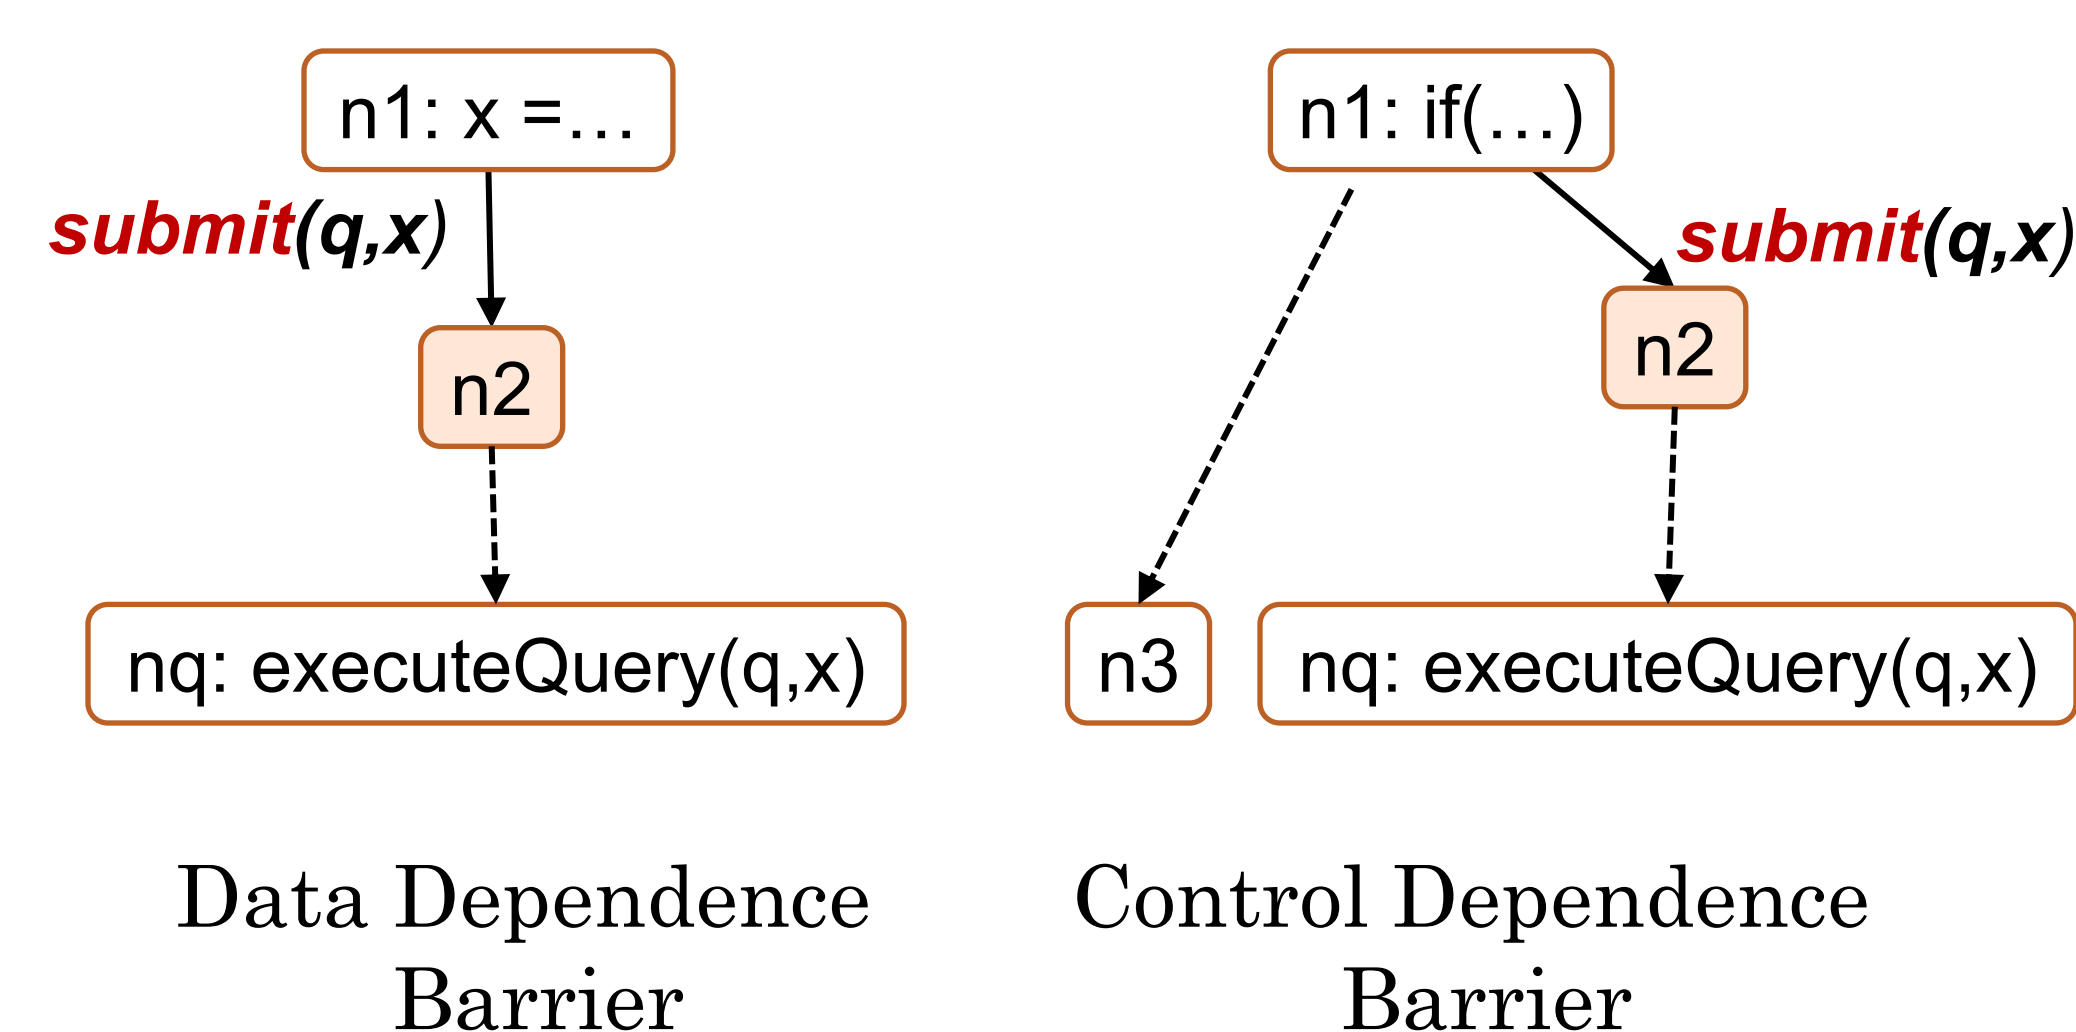 n1: x =…
submit(q,x)
n2
nq: executeQuery(q,x)
Data Dependence
Barrier
n1: if(…)
submit(q,x)
n2
n3
nq: executeQuery(q,x)
Control Dependence
Barrier